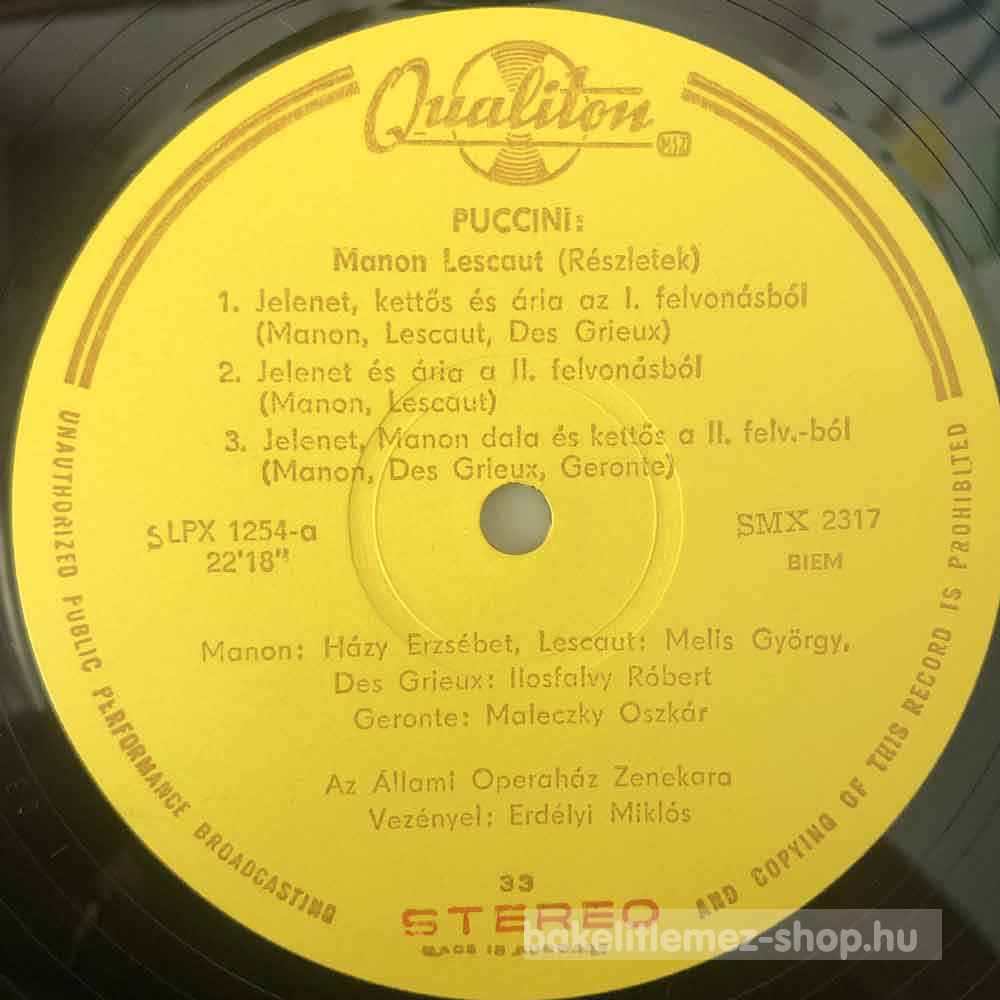 Qualiton
MSZ
PUCCINI:
Manon Lescaut (Részletek)
1. Jelenet, kettős és ária az I. felvonásból
(Manon, Lescaut, Des Grieux)
2. Jelenet és ária a II. felvonásból
(Manon, Lescaut)
3. Jelenet, Manon dala és kettős a II. felv.-ból
(Manon, Des Grieux, Geronte)
SLPX 1254-a
22'18"
SMX 2317
BIEM
Manon: Házy Erzsébet, Lescaut: Melis György,
Des Grieux: Ilosfalvy Róbert
Geronte: Maleczky Oszkár
Az Állami Operaház Zenekara
Vezényel: Erdélyi Miklós
33
STEREO
MADE IN
UNAUTHORIZED PUBLIC PERFORMANCE BROADCASTING AND COPYING OF THIS RECORD IS PROHIBLTED
bakelitlemez-shop.hu